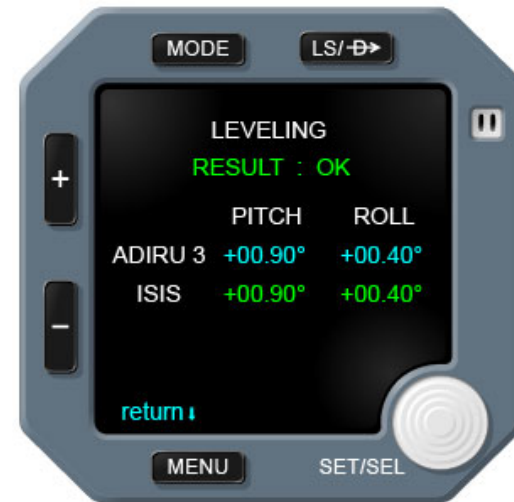 MODE
LS/D→
LEVELING
RESULT : OK
+
PITCH ROLL
ADIRU 3 +00.90° +00.40°
ISIS +00.90° +00.40°
−
return↓
MENU
SET/SEL